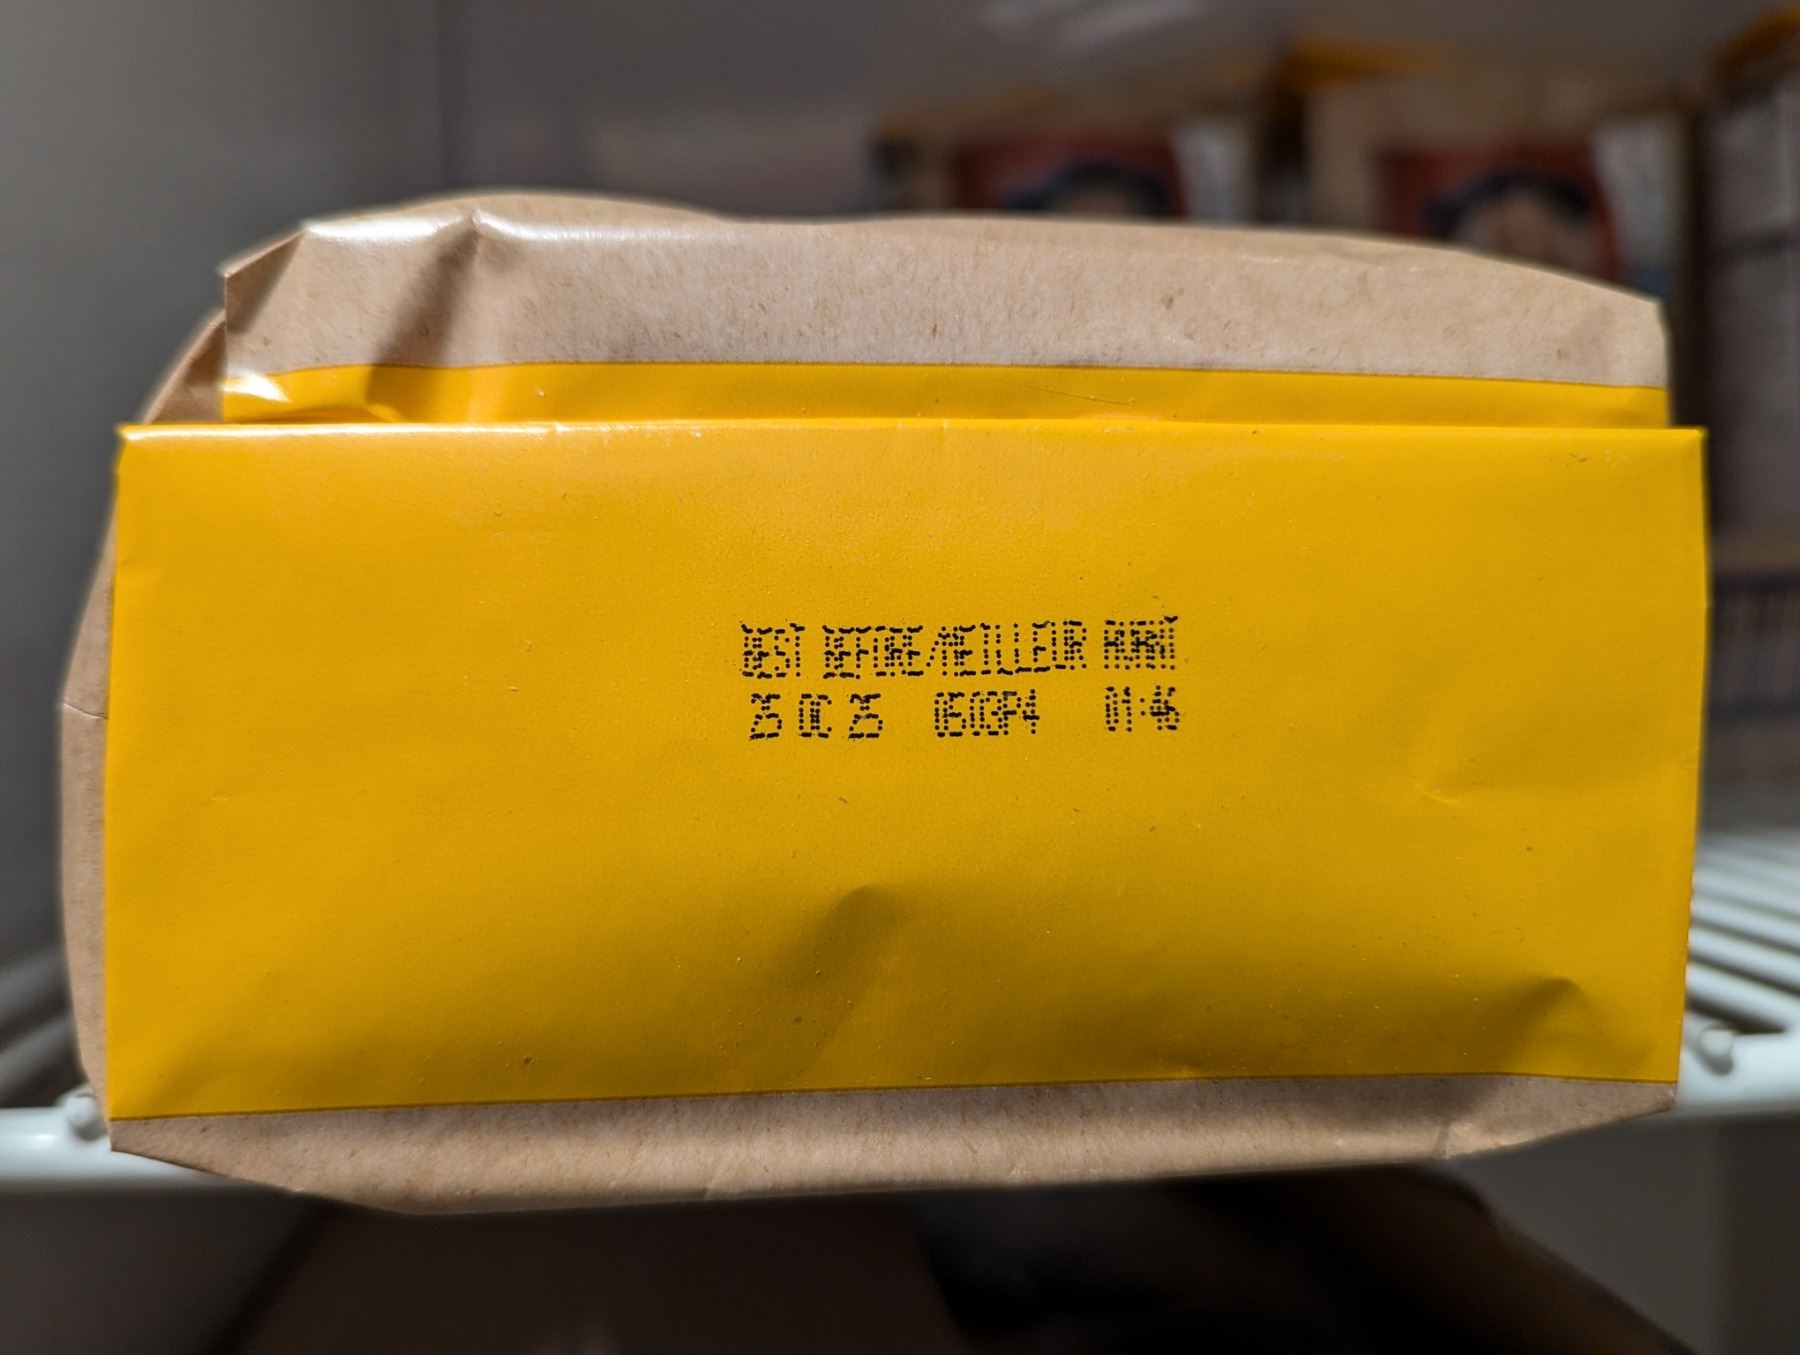 BEST BEFORE/MEILLEUR AVANT
25 OC 25 0503P4 01:46